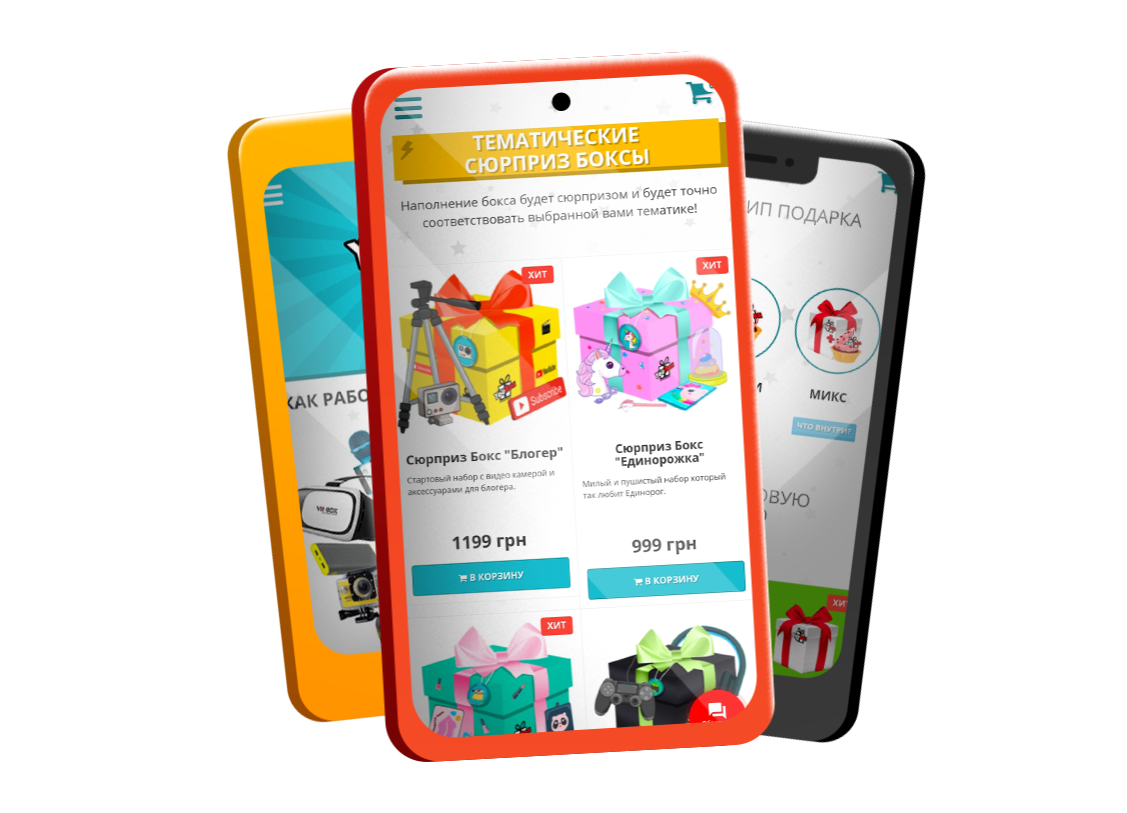 ТЕМАТИЧЕСКИЕ
СЮРПРИЗ БОКСЫ
Наполнение бокса будет сюрпризом и будет точно
соответствовать выбранной вами тематике!
ХИТ
ХИТ
YouTube
Subscribe
Сюрприз Бокс "Блогер"
Стартовый набор с видео камерой и
аксессуарами для блогера.
1199 грн
В КОРЗИНУ
Сюрприз Бокс
"Единорожка"
Милый и пушистый набор который
так любит Единорог.
999 грн
В КОРЗИНУ
ХИТ
КАК РАБО
VR BOX
ИП ПОДАРКА
МИКС
ЧТО ВНУТРИ?
ОВУЮ
ХИТ